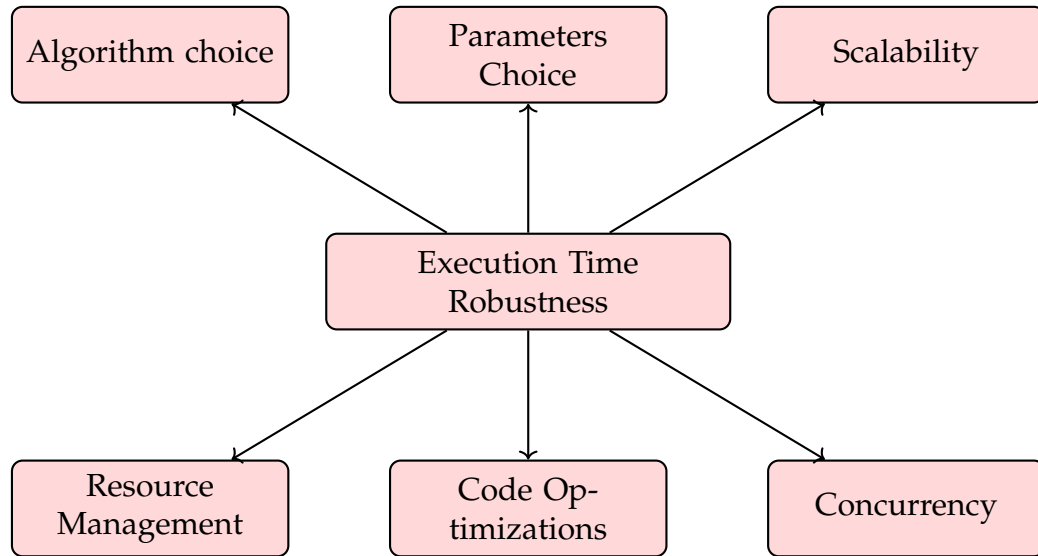 Algorithm choice
Parameters
Choice
Scalability
Execution Time
Robustness
Resource
Management
Code Op-
timizations
Concurrency